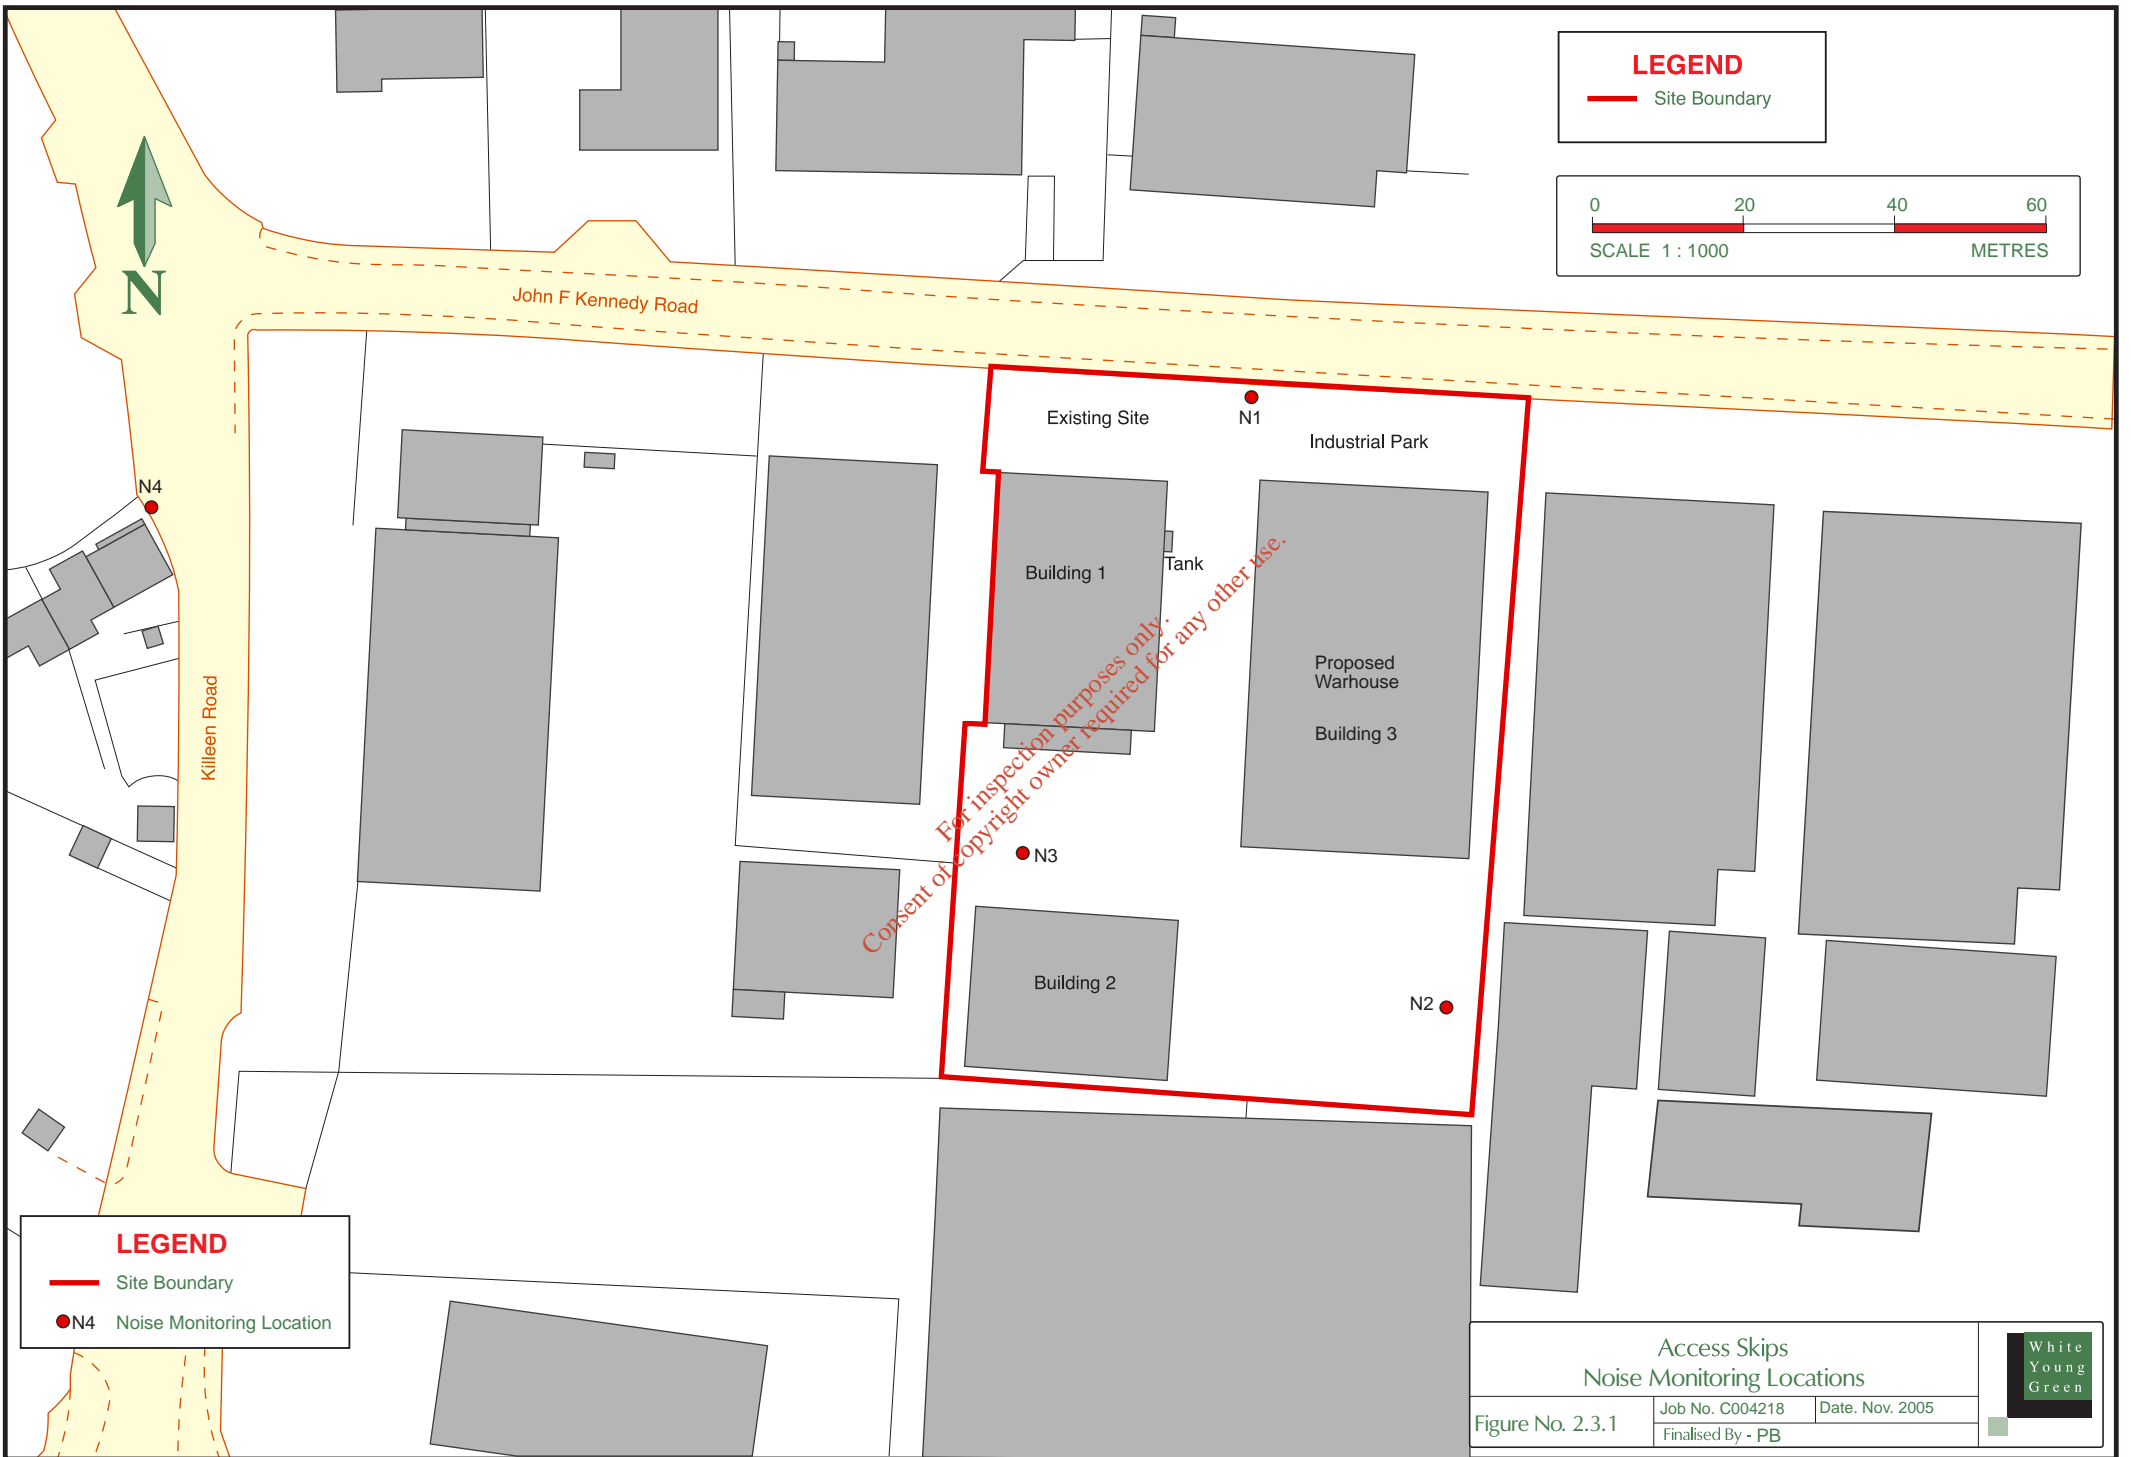 LEGEND
Site Boundary
0 20 40 60
SCALE 1 : 1000 METRES
N
John F Kennedy Road
Existing Site
N1
Industrial Park
N4
Building 1
Tank
Proposed
Warhouse
Building 3
Killeen Road
For inspection purposes only.
Consent of copyright owner required for any other use.
N3
Building 2
N2
LEGEND
Site Boundary
N4 Noise Monitoring Location
Access Skips
Noise Monitoring Locations
Figure No. 2.3.1
Job No. C004218
Date. Nov. 2005
Finalised By - PB
White
Young
Green